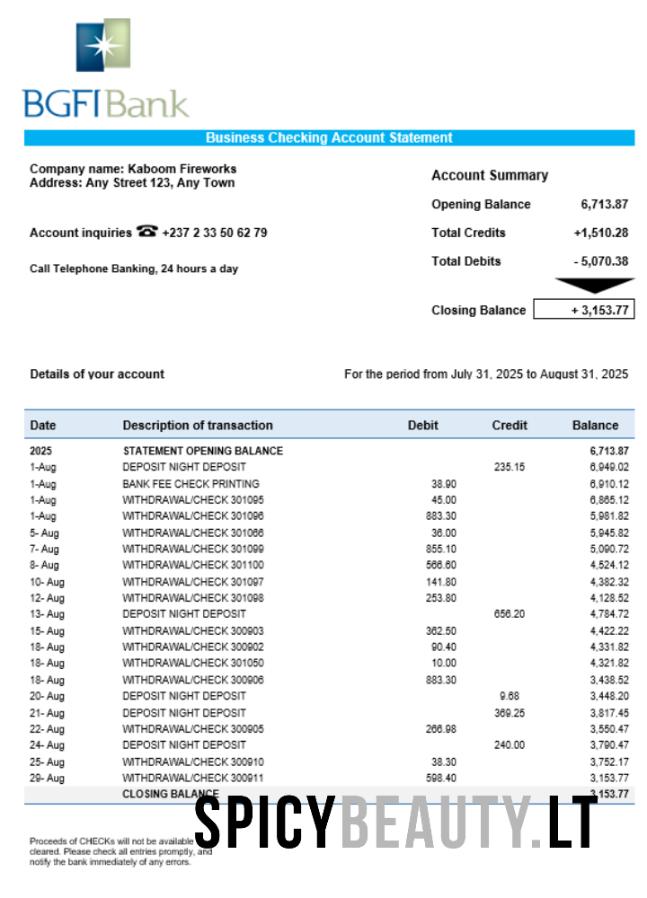 BGFIBank
Business Checking Account Statement
Company name: Kaboom Fireworks
Address: Any Street 123, Any Town
Account Summary
Opening Balance 6,713.87
Account inquiries ☎ +237 2 33 50 62 79
Total Credits +1,510.28
Call Telephone Banking, 24 hours a day
Total Debits - 5,070.38
Closing Balance + 3,153.77
Details of your account For the period from July 31, 2025 to August 31, 2025
Date Description of transaction Debit Credit Balance
2025 STATEMENT OPENING BALANCE 6,713.87
1-Aug DEPOSIT NIGHT DEPOSIT 235.15 6,949.02
1-Aug BANK FEE CHECK PRINTING 38.90 6,910.12
1-Aug WITHDRAWAL/CHECK 301095 45.00 6,865.12
1-Aug WITHDRAWAL/CHECK 301096 883.30 5,981.82
5- Aug WITHDRAWAL/CHECK 301066 36.00 5,945.82
7- Aug WITHDRAWAL/CHECK 301099 855.10 5,090.72
8- Aug WITHDRAWAL/CHECK 301100 566.60 4,524.12
10- Aug WITHDRAWAL/CHECK 301097 141.80 4,382.32
12- Aug WITHDRAWAL/CHECK 301098 253.80 4,128.52
13- Aug DEPOSIT NIGHT DEPOSIT 656.20 4,784.72
15- Aug WITHDRAWAL/CHECK 300903 362.50 4,422.22
18- Aug WITHDRAWAL/CHECK 300902 90.40 4,331.82
18- Aug WITHDRAWAL/CHECK 301050 10.00 4,321.82
18- Aug WITHDRAWAL/CHECK 300906 883.30 3,438.52
20- Aug DEPOSIT NIGHT DEPOSIT 9.68 3,448.20
21- Aug DEPOSIT NIGHT DEPOSIT 369.25 3,817.45
22- Aug WITHDRAWAL/CHECK 300905 266.98 3,550.47
24- Aug DEPOSIT NIGHT DEPOSIT 240.00 3,790.47
25- Aug WITHDRAWAL/CHECK 300910 38.30 3,752.17
29- Aug WITHDRAWAL/CHECK 300911 598.40 3,153.77
CLOSING BALANCE 3,153.77
SPICYBEAUTY.LT
Proceeds of CHECKs will not be available
cleared. Please check all entries promptly, and
notify the bank immediately of any errors.